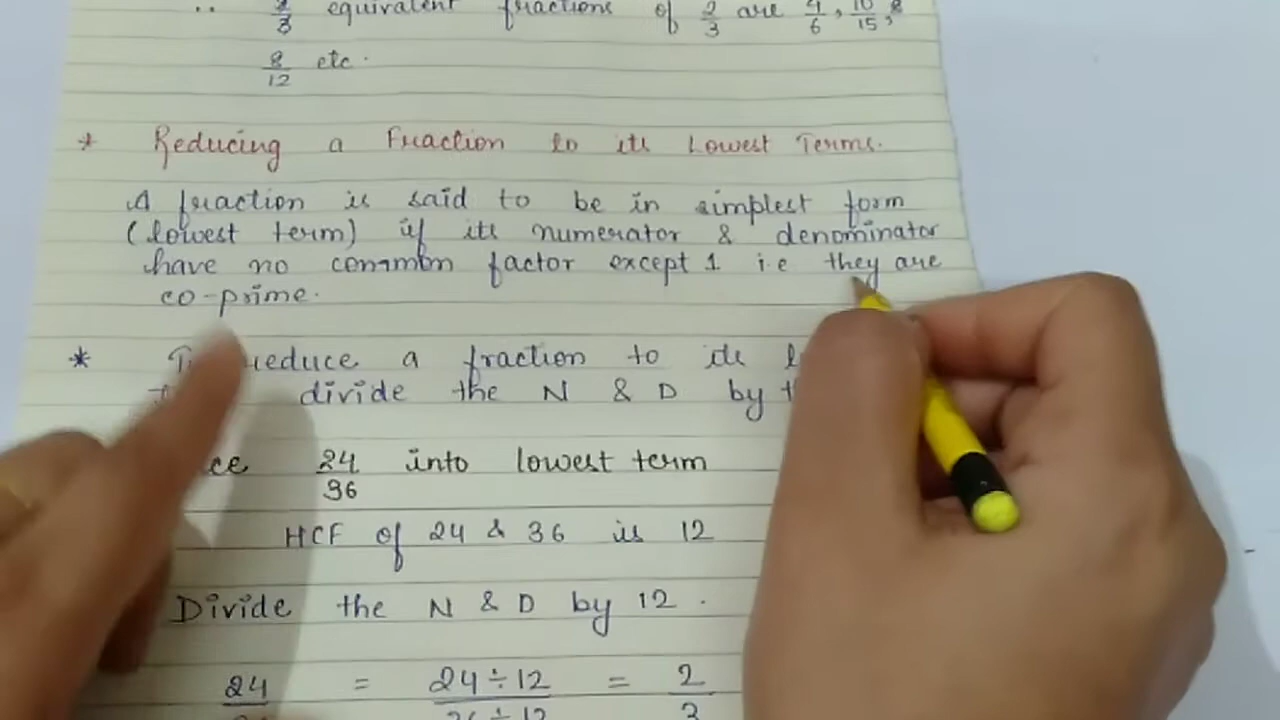 ∴ 3 equivalent fractions of 2/3 are 4/6, 10/15, &
8/12 etc.
* Reducing a Fraction to its Lowest Terms.
A fraction is said to be in simplest form
(lowest term) if its numerator & denominator
have no common factor except 1 i.e they are
co-prime.
* reduce a fraction to its
divide the N & D by
24/36 into lowest term
HCF of 24 & 36 is 12
Divide the N & D by 12.
24 = 24÷12 = 2/3